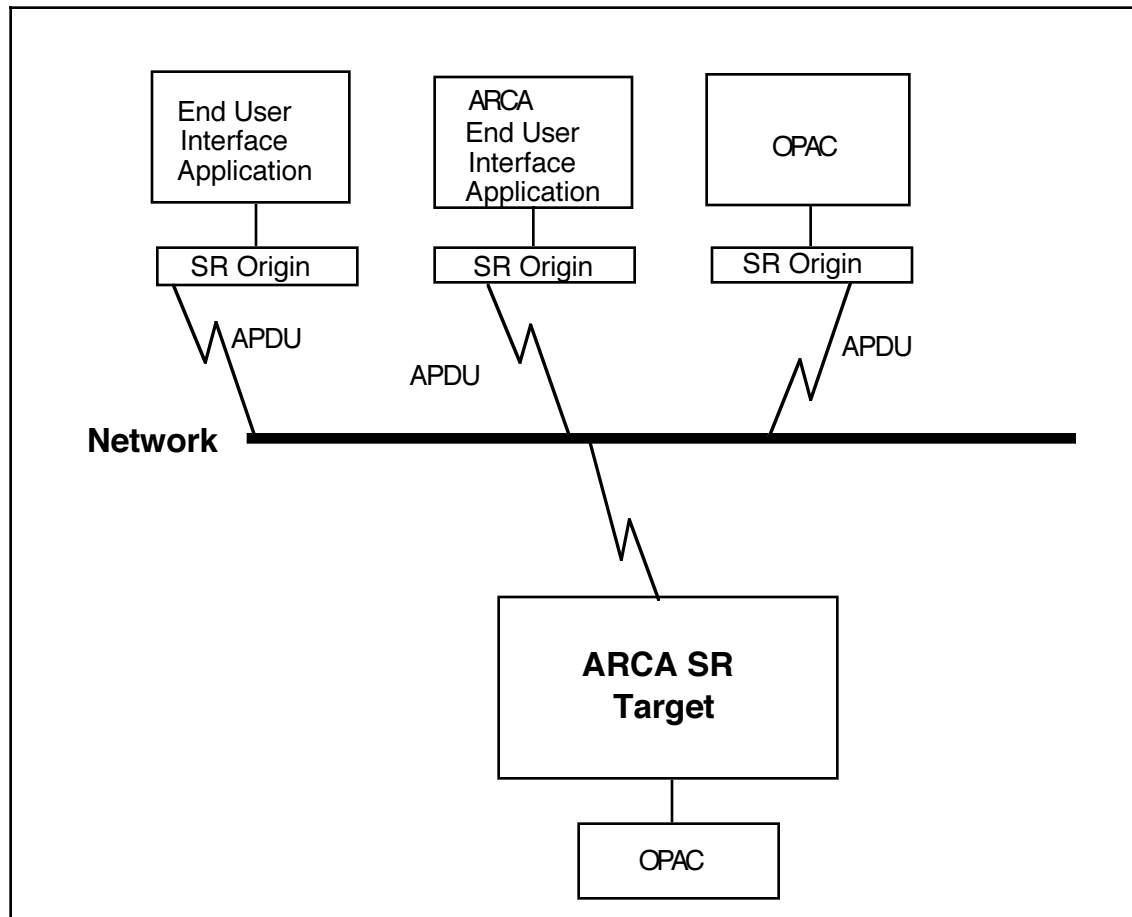 End User
Interface
Application
ARCA
End User
Interface
Application
OPAC
SR Origin
SR Origin
SR Origin
APDU
APDU
APDU
Network
ARCA SR
Target
OPAC